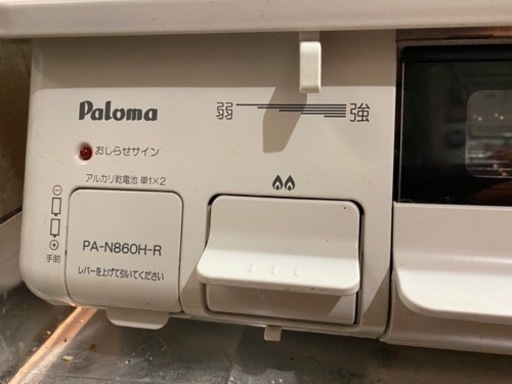 Paloma
弱 強
おしらせサイン
アルカリ乾電池 単1×2
⊖
⊕
手前
PA-N860H-R
レバーを上げて引いてください